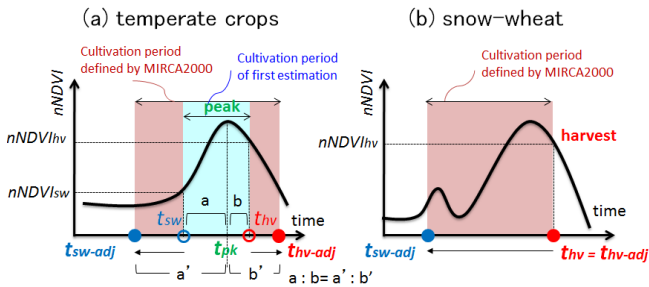 (a) temperate crops
Cultivation period
defined by MIRCA2000
Cultivation period
of first estimation
nNDVI
peak
nNDVIhv
nNDVIsw
tsw
a
b
thv
time
tsw-adj
tpk
thv-adj
a'
b'
a : b= a' : b'
(b) snow-wheat
Cultivation period
defined by MIRCA2000
nNDVI
nNDVIhv
harvest
time
tsw-adj
thv = thv-adj